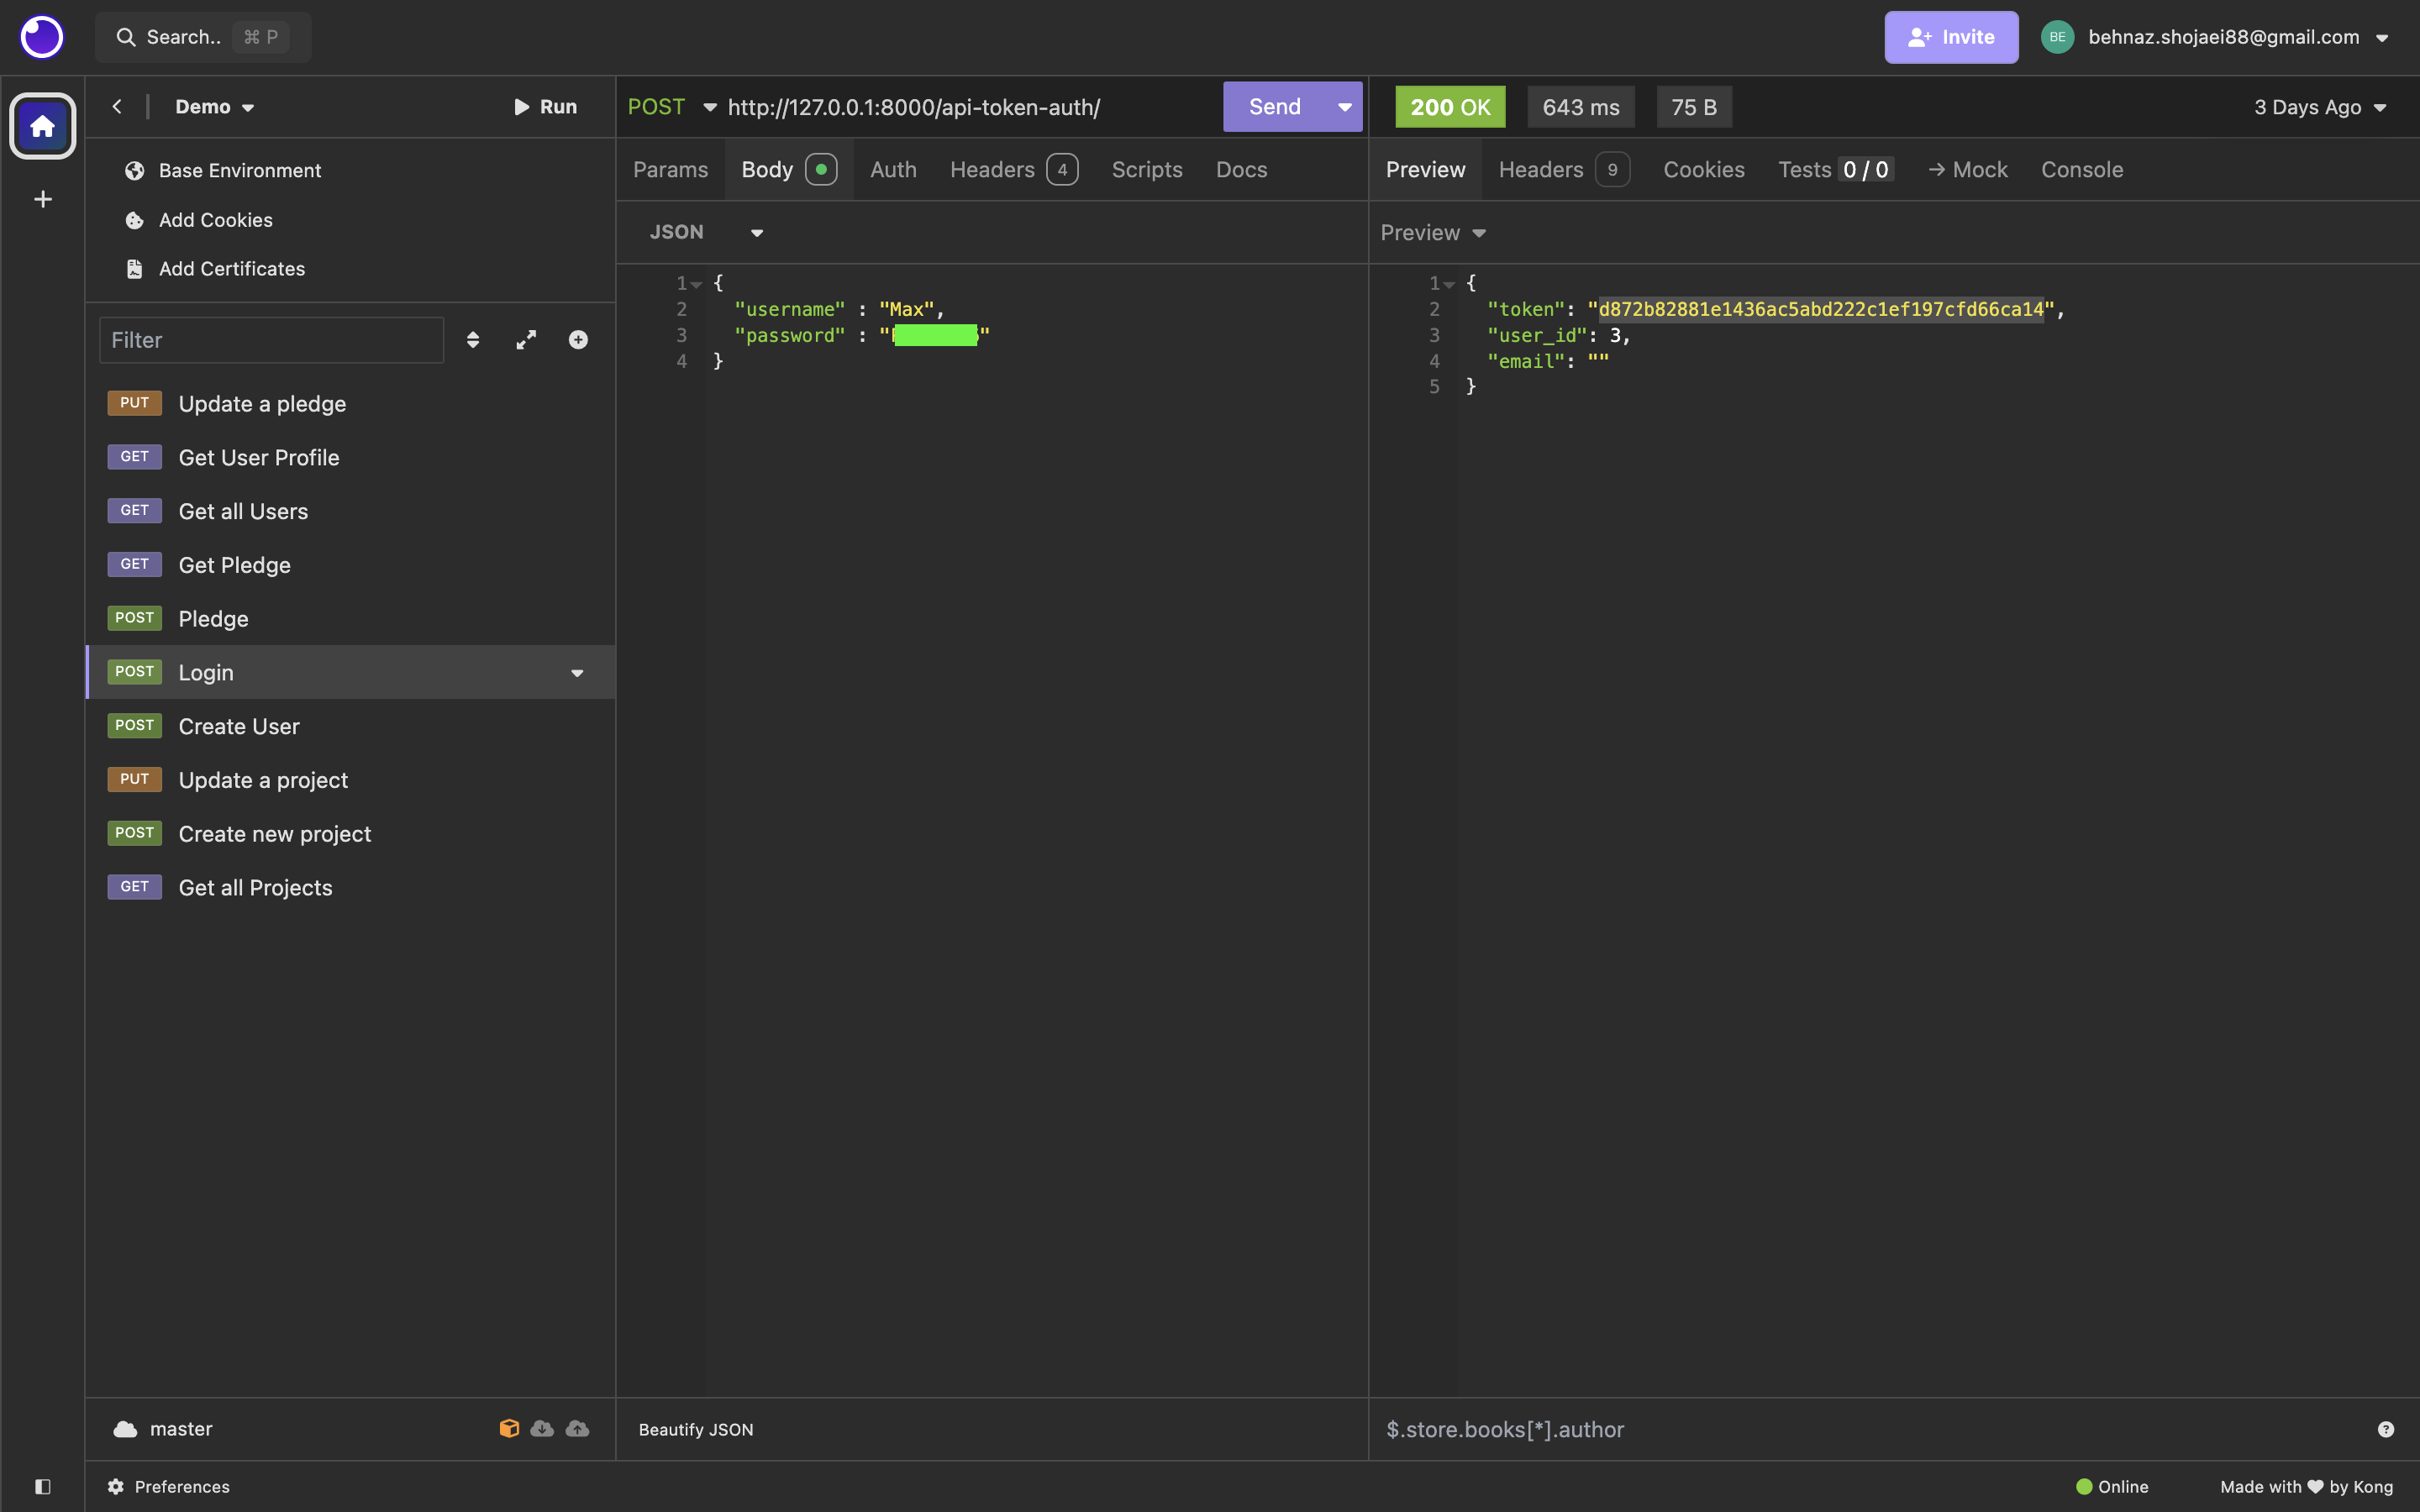 Search.. ⌘ P
Invite
BE behnaz.shojaei88@gmail.com
Demo
Run
POST http://127.0.0.1:8000/api-token-auth/
Send
200 OK 643 ms 75 B
3 Days Ago
Base Environment
Add Cookies
Add Certificates
Filter
PUT Update a pledge
GET Get User Profile
GET Get all Users
GET Get Pledge
POST Pledge
POST Login
POST Create User
PUT Update a project
POST Create new project
GET Get all Projects
master
Params Body Auth Headers 4 Scripts Docs
JSON
1 {
2 "username" : "Max",
3 "password" : " "
4 }
Beautify JSON
Preview Headers 9 Cookies Tests 0 / 0 → Mock Console
Preview
1 {
2 "token": "d872b82881e1436ac5abd222c1ef197cfd66ca14",
3 "user_id": 3,
4 "email": ""
5 }
$.store.books[*].author
Preferences
Online
Made with ♥ by Kong